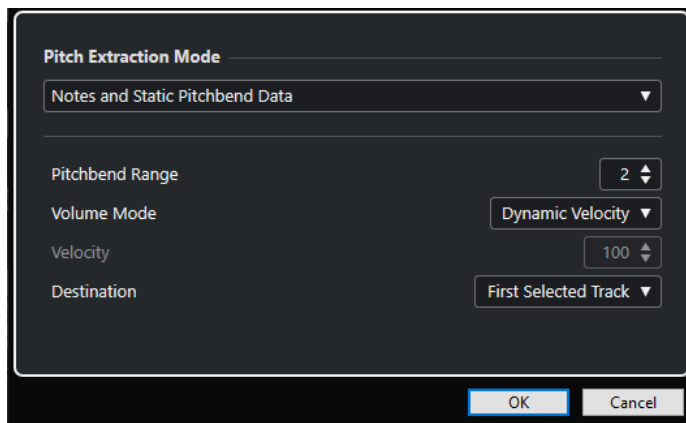 Pitch Extraction Mode
Notes and Static Pitchbend Data
Pitchbend Range 2
Volume Mode Dynamic Velocity
Velocity 100
Destination First Selected Track
OK Cancel